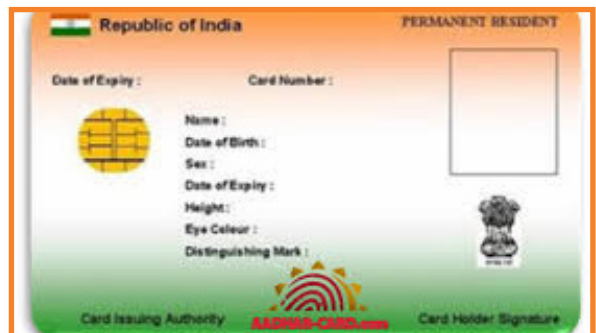 Republic of India
PERMANENT RESIDENT
Date of Expiry :
Card Number :
Name :
Date of Birth :
Sex :
Date of Expiry :
Height :
Eye Colour :
Distinguishing Mark :
Card Issuing Authority
AADHAR-CARD.com
Card Holder Signature